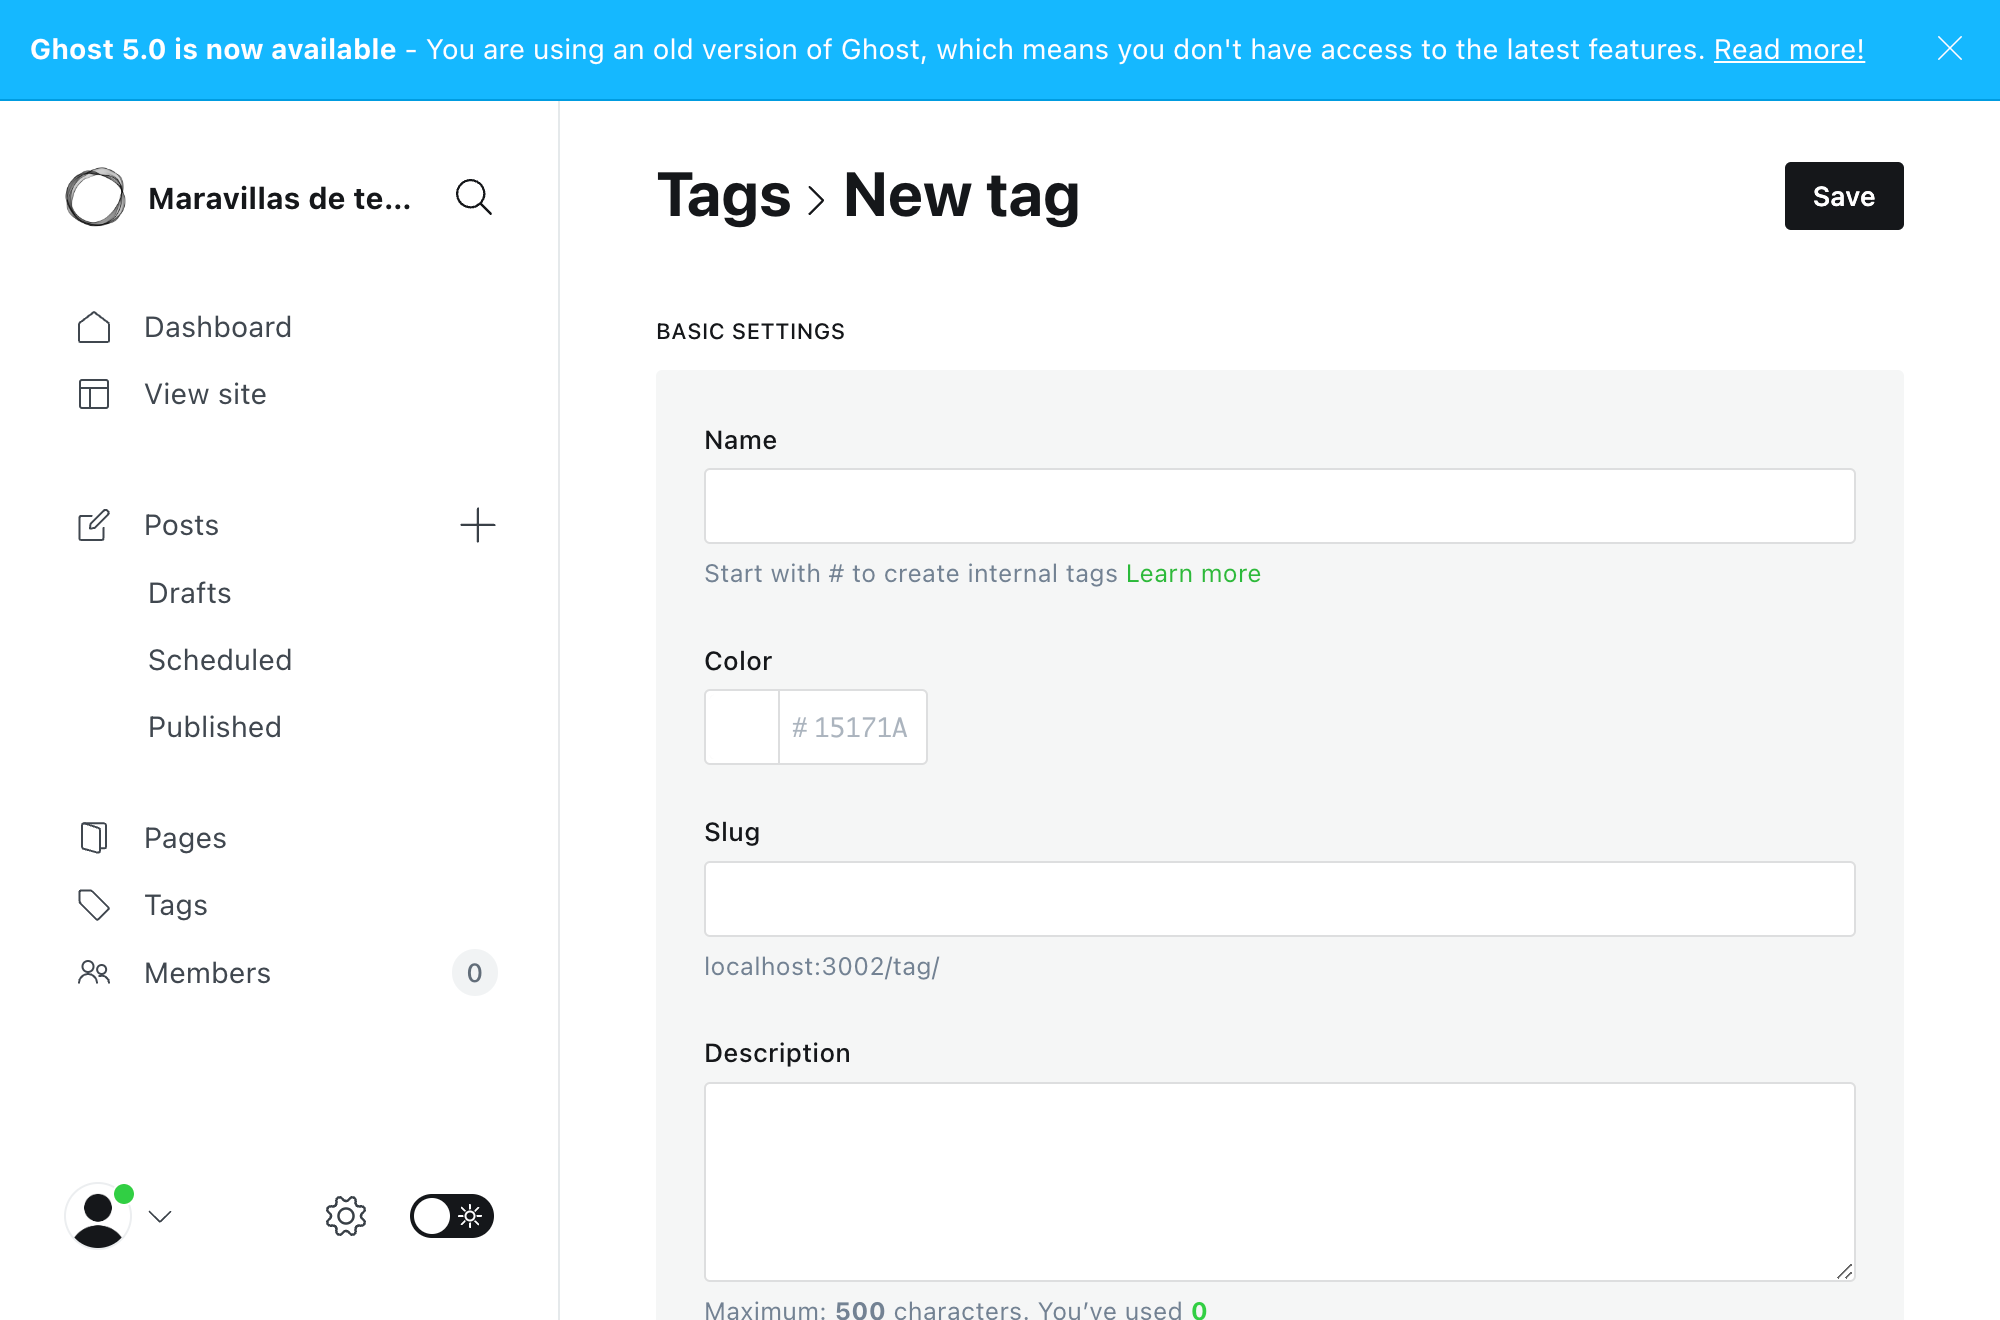 Ghost 5.0 is now available - You are using an old version of Ghost, which means you don't have access to the latest features. Read more!
Maravillas de te...
Dashboard
View site
Posts
Drafts
Scheduled
Published
Pages
Tags
Members
0
Tags > New tag
Save
BASIC SETTINGS
Name
Start with # to create internal tags Learn more
Color
# 15171A
Slug
localhost:3002/tag/
Description
Maximum: 500 characters. You’ve used 0